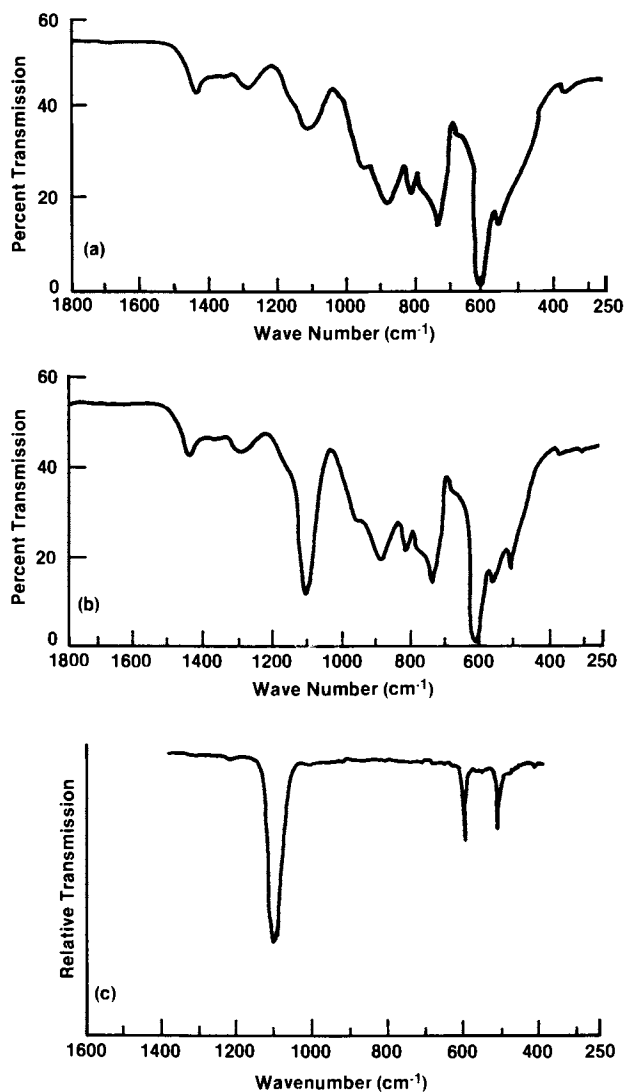 60
40
20
0
Percent Transmission
(a)
1800 1600 1400 1200 1000 800 600 400 250
Wave Number (cm⁻¹)
60
40
20
0
Percent Transmission
(b)
1800 1600 1400 1200 1000 800 600 400 250
Wave Number (cm⁻¹)
Relative Transmission
(c)
1600 1400 1200 1000 800 600 400 250
Wavenumber (cm⁻¹)